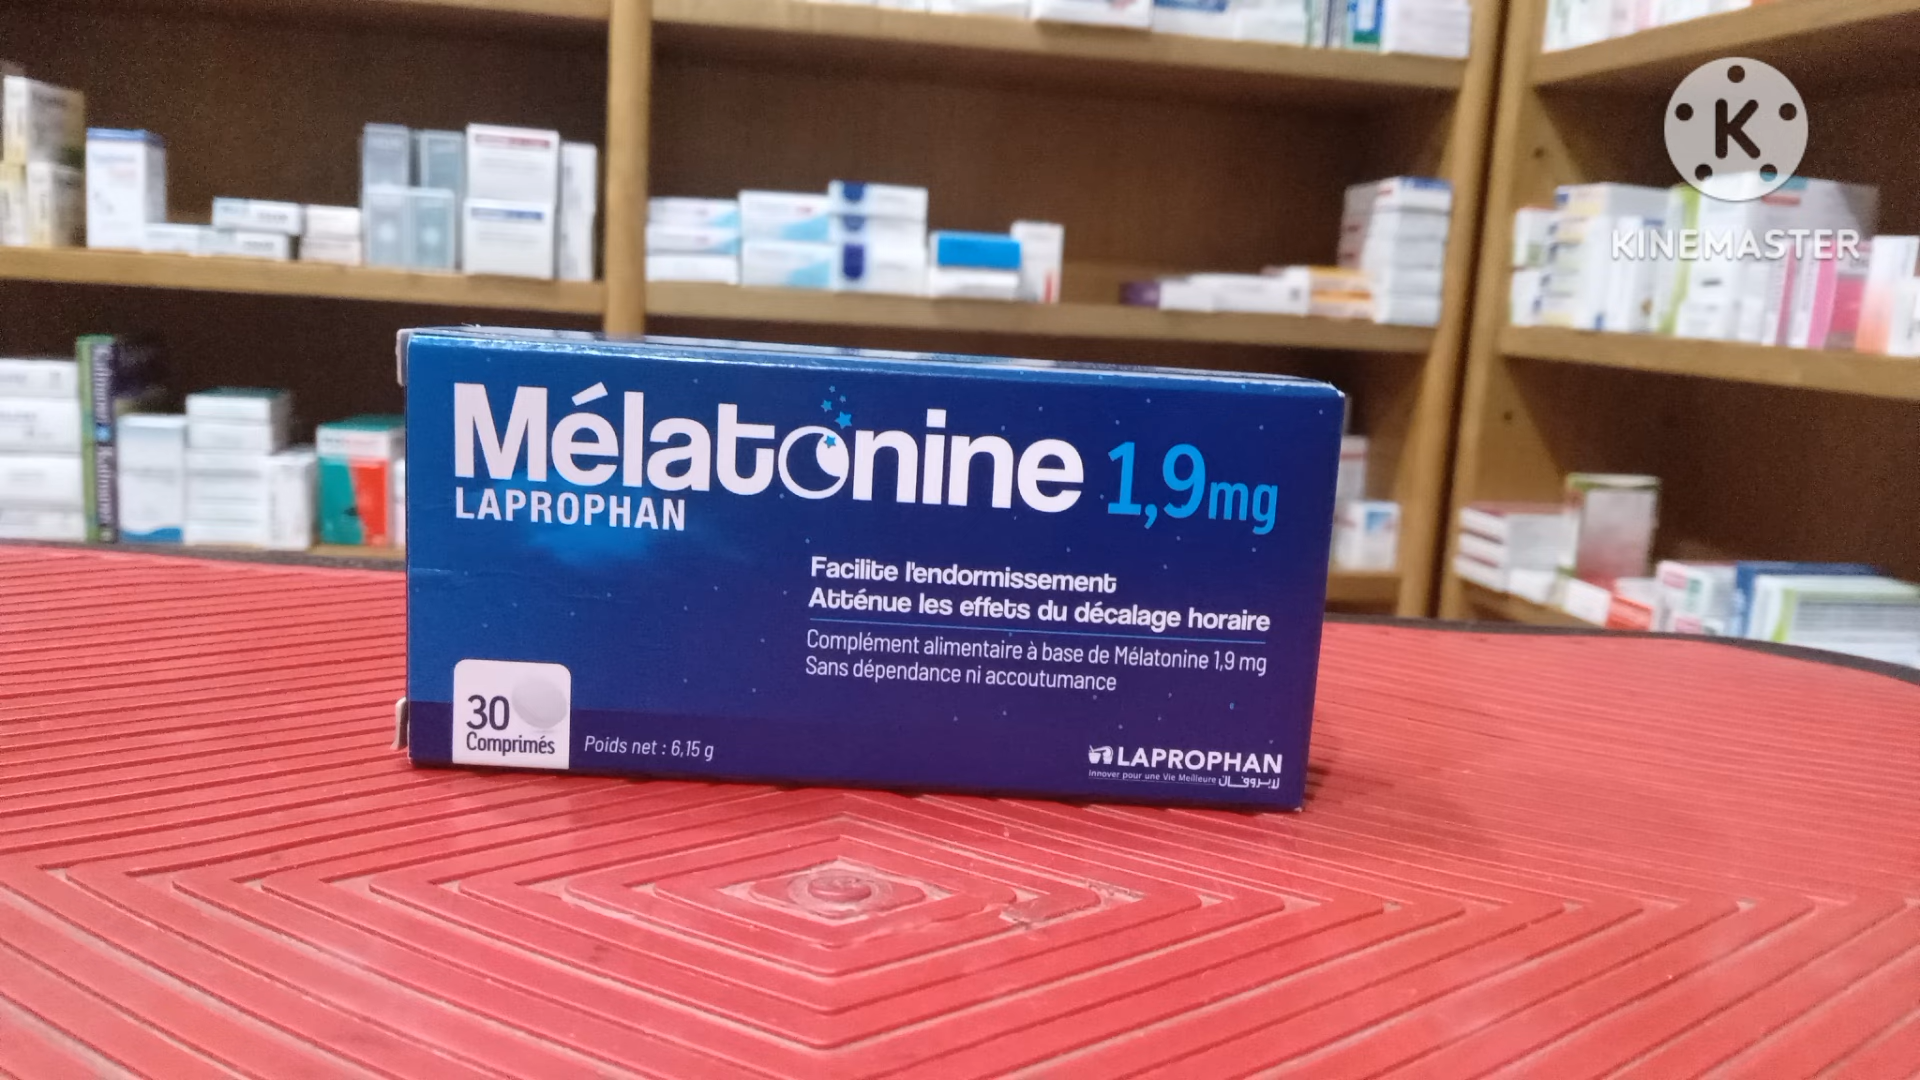 KINEMASTER
Mélatonine 1,9mg
LAPROPHAN
Facilite l'endormissement
Atténue les effets du décalage horaire
Complément alimentaire à base de Mélatonine 1,9 mg
Sans dépendance ni accoutumance
30
Comprimés
Poids net : 6,15 g
LAPROPHAN
Innover pour une Vie Meilleure لابروفان